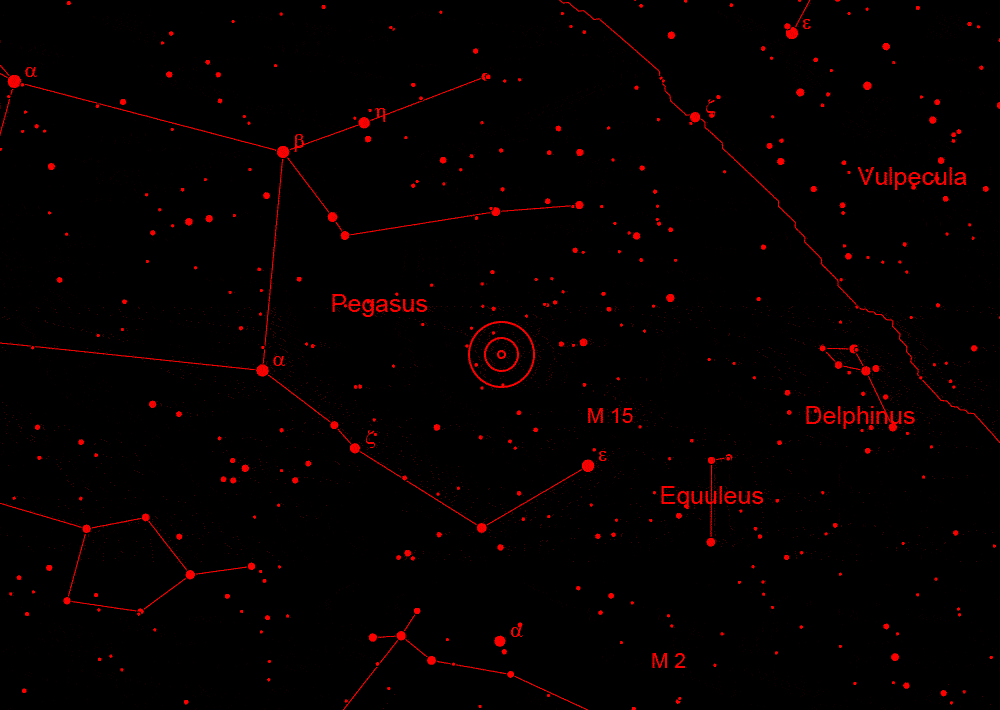 ε
α
ζ
η
β
Vulpecula
Pegasus
α
M 15
Delphinus
ζ
ε
Equuleus
α
M 2